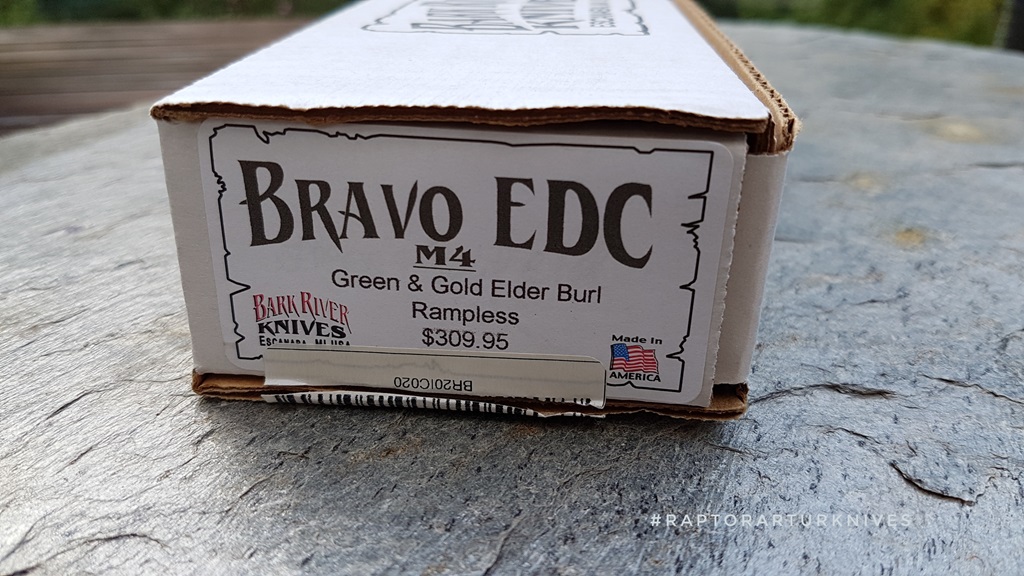 BRAVO EDC
M4
Green & Gold Elder Burl
Rampless
$309.95
BARK RIVER
KNIVES
ESCANABA, MI USA
Made In
AMERICA
BR20IC020
#RAPTORARTURKNIVES